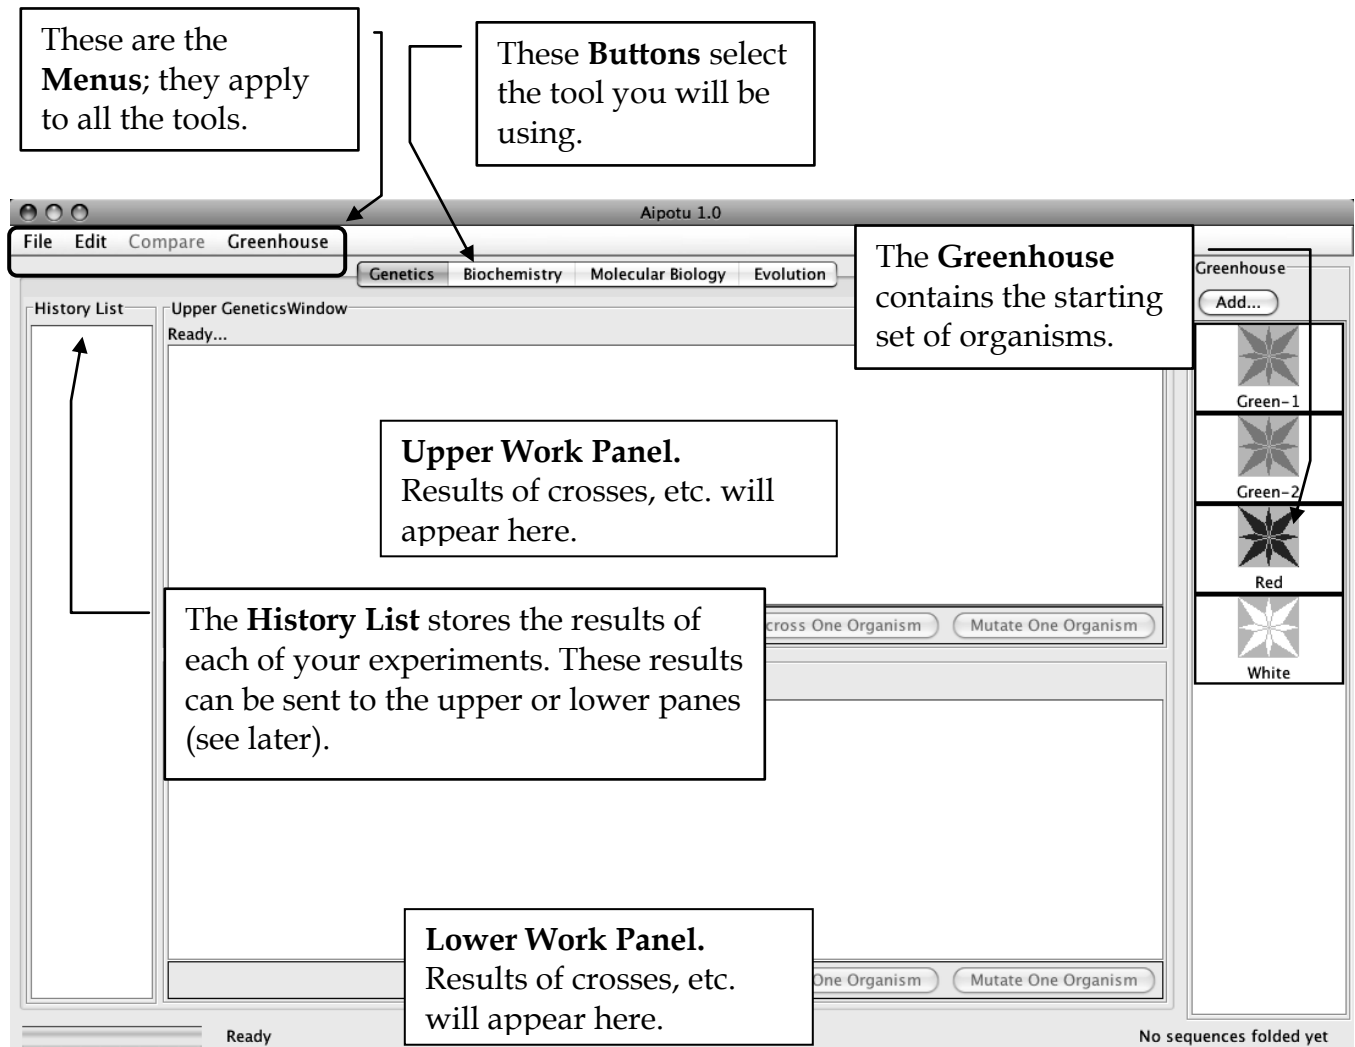 These are the
Menus; they apply
to all the tools.
These Buttons select
the tool you will be
using.
Aipotu 1.0
File Edit Compare Greenhouse
Genetics Biochemistry Molecular Biology Evolution
The Greenhouse
contains the starting
set of organisms.
Greenhouse
Add...
History List
Upper GeneticsWindow
Ready...
Green-1
Green-2
Red
White
Upper Work Panel.
Results of crosses, etc. will
appear here.
The History List stores the results of
each of your experiments. These results
can be sent to the upper or lower panes
(see later).
cross One Organism
Mutate One Organism
Lower Work Panel.
Results of crosses, etc.
will appear here.
One Organism
Mutate One Organism
Ready
No sequences folded yet